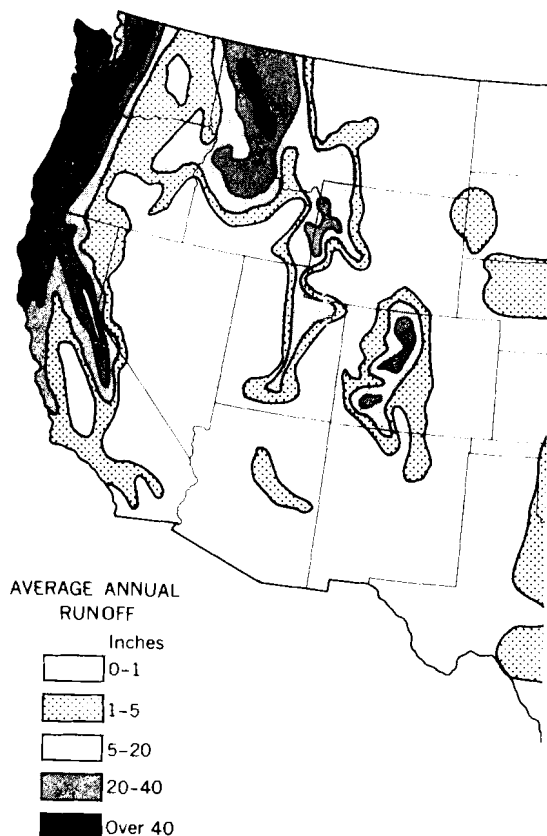 AVERAGE ANNUAL
RUNOFF
Inches
0-1
1-5
5-20
20-40
Over 40